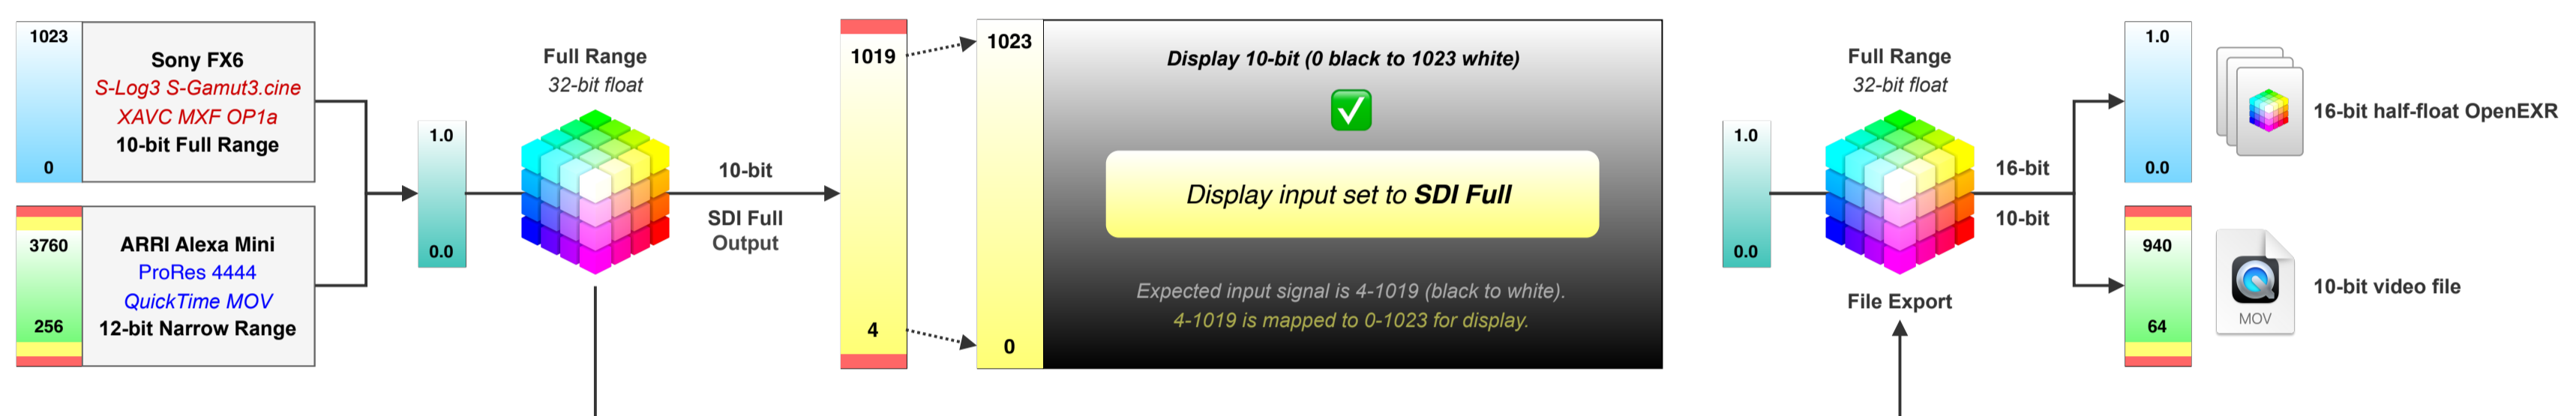 1023
0
Sony FX6
S-Log3 S-Gamut3.cine
XAVC MXF OP1a
10-bit Full Range
3760
256
ARRI Alexa Mini
ProRes 4444
QuickTime MOV
12-bit Narrow Range
1.0
0.0
Full Range
32-bit float
10-bit
SDI Full
Output
1019
4
1023
0
Display 10-bit (0 black to 1023 white)
Display input set to SDI Full
Expected input signal is 4-1019 (black to white).
4-1019 is mapped to 0-1023 for display.
1.0
0.0
Full Range
32-bit float
File Export
16-bit
10-bit
1.0
0.0
16-bit half-float OpenEXR
940
64
MOV
10-bit video file